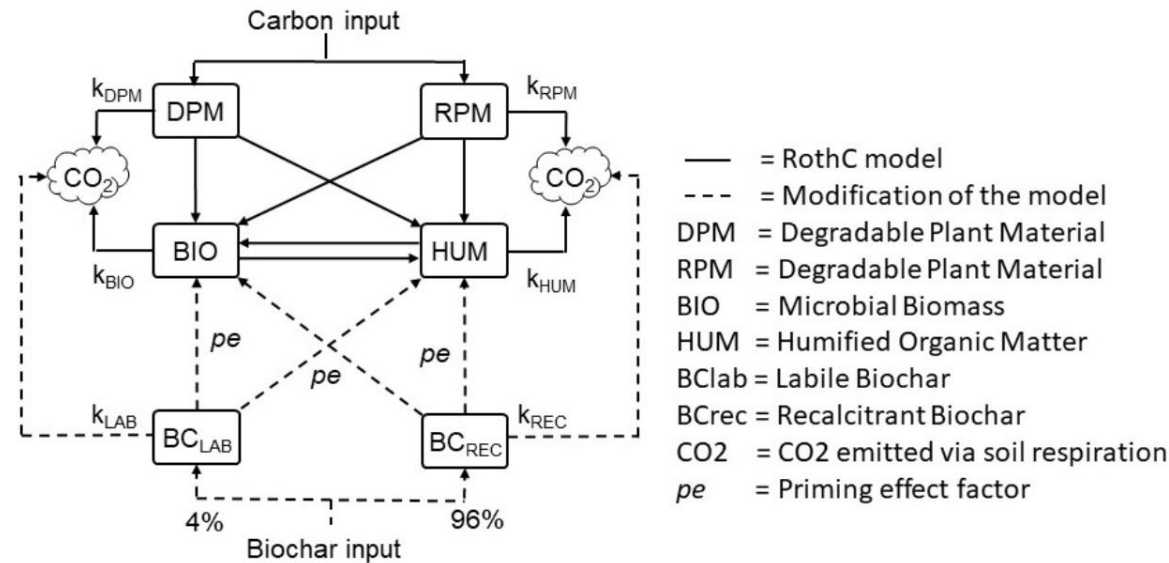 Carbon input
kDPM
kRPM
DPM
RPM
CO2
CO2
BIO
HUM
kBIO
kHUM
pe
pe
pe
kLAB
kREC
BCLAB
BCREC
4%
96%
Biochar input
= RothC model
= Modification of the model
DPM = Degradable Plant Material
RPM = Degradable Plant Material
BIO = Microbial Biomass
HUM = Humified Organic Matter
BClab = Labile Biochar
BCrec = Recalcitrant Biochar
CO2 = CO2 emitted via soil respiration
pe = Priming effect factor